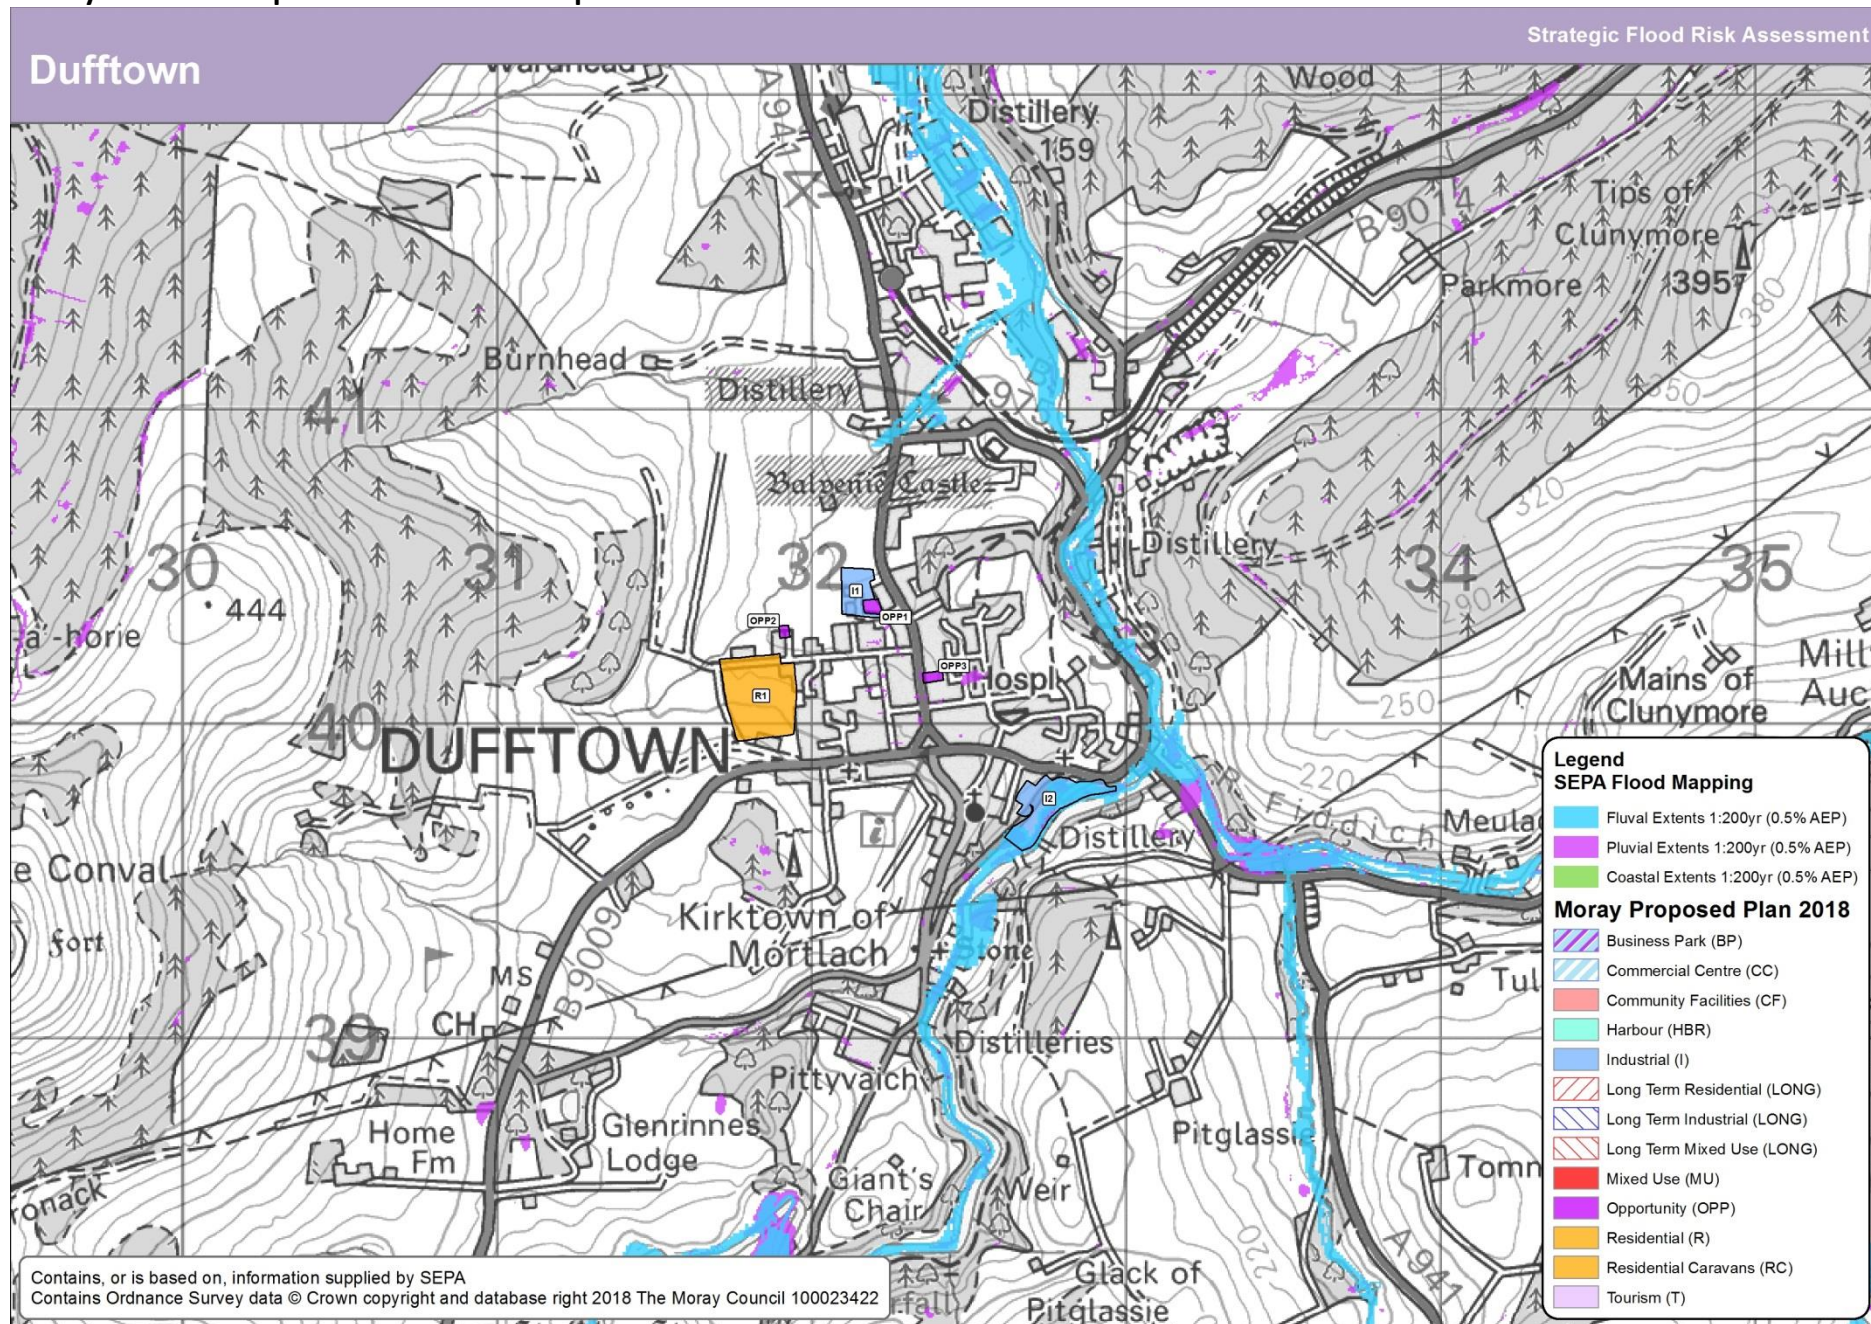 Dufftown
Strategic Flood Risk Assessment
Wardhead
A 941
Distillery
159
Wood
B 9014
Tips of
Clunymore
395
380
Parkmore
Burnhead
Distillery
41
97
350
Balvenie Castle
320
30
31
32
33
34
35
444
Distillery
290
I1
OPP1
OPP2
OPP3
R1
Hospl
Mains of
Clunymore
250
40
DUFFTOWN
I2
Distillery
220
R Fiddich
i
fort
Kirktown of
Mortlach
Stone
MS
B 9009
CH
39
Distilleries
Pittyvaich
Home
Fm
Glenrinnes
Lodge
Giant's
Chair
Weir
Pitglassie
220
A 941
Glack of
Pitglassie
Legend
SEPA Flood Mapping
Fluval Extents 1:200yr (0.5% AEP)
Pluvial Extents 1:200yr (0.5% AEP)
Coastal Extents 1:200yr (0.5% AEP)
Moray Proposed Plan 2018
Business Park (BP)
Commercial Centre (CC)
Community Facilities (CF)
Harbour (HBR)
Industrial (I)
Long Term Residential (LONG)
Long Term Industrial (LONG)
Long Term Mixed Use (LONG)
Mixed Use (MU)
Opportunity (OPP)
Residential (R)
Residential Caravans (RC)
Tourism (T)
Contains, or is based on, information supplied by SEPA
Contains Ordnance Survey data © Crown copyright and database right 2018 The Moray Council 100023422